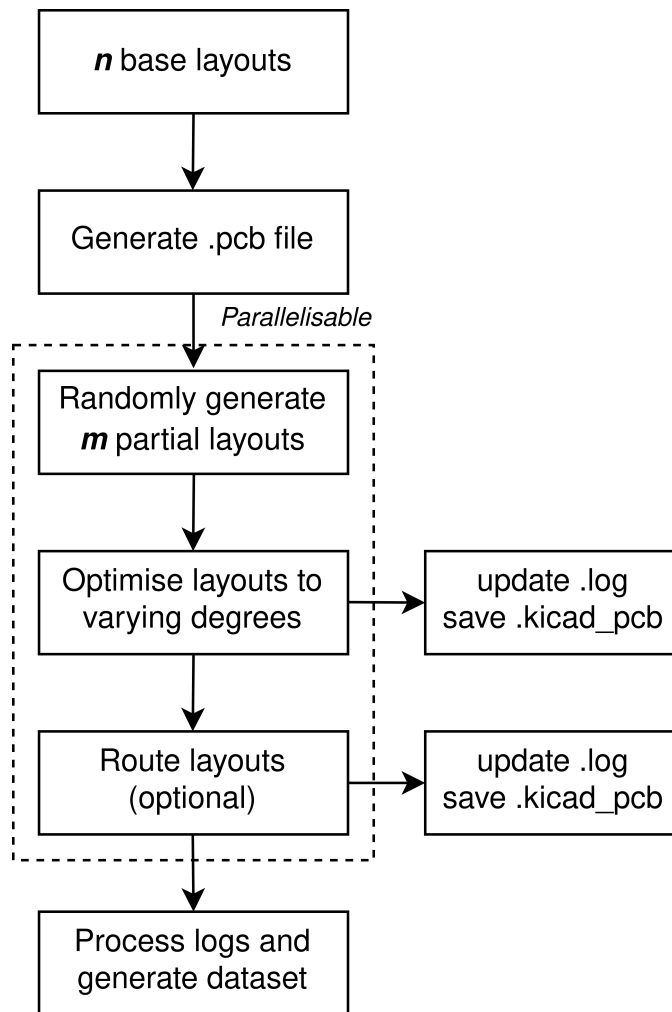 n base layouts
Generate .pcb file
Parallelisable
Randomly generate
m partial layouts
Optimise layouts to
varying degrees
update .log
save .kicad_pcb
Route layouts
(optional)
update .log
save .kicad_pcb
Process logs and
generate dataset